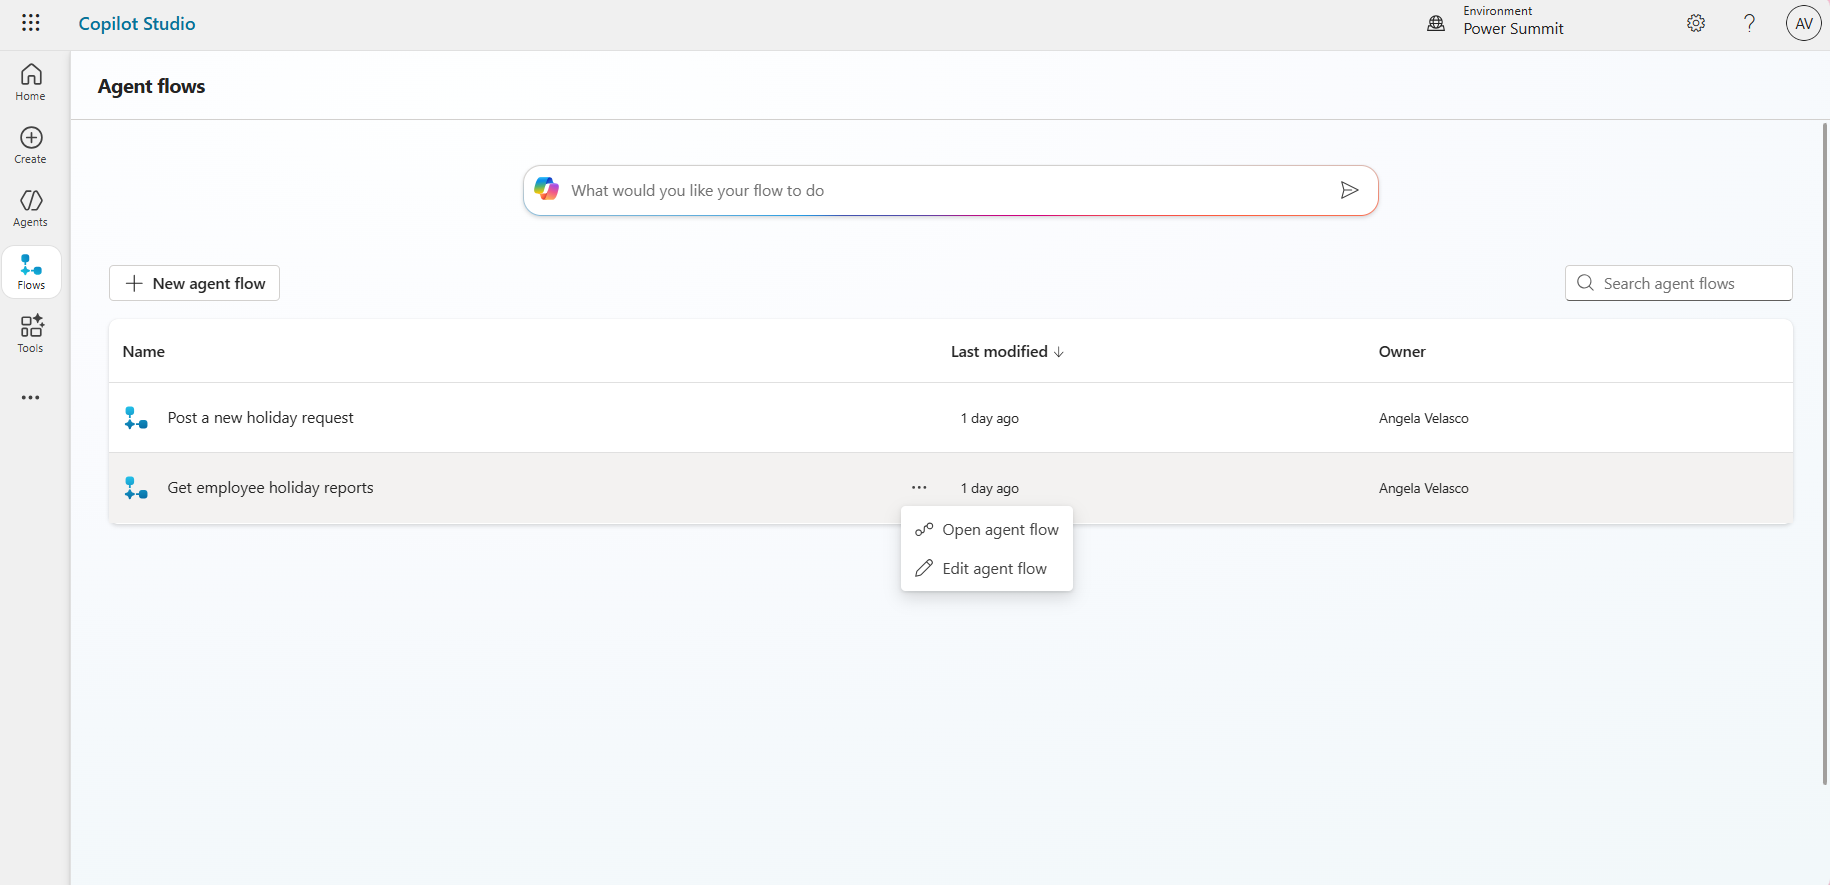 Copilot Studio
Environment
Power Summit
?
AV
Home
Create
Agents
Flows
Tools
Agent flows
What would you like your flow to do
New agent flow
Search agent flows
Name
Last modified ↓
Owner
Post a new holiday request
1 day ago
Angela Velasco
Get employee holiday reports
...
1 day ago
Angela Velasco
Open agent flow
Edit agent flow